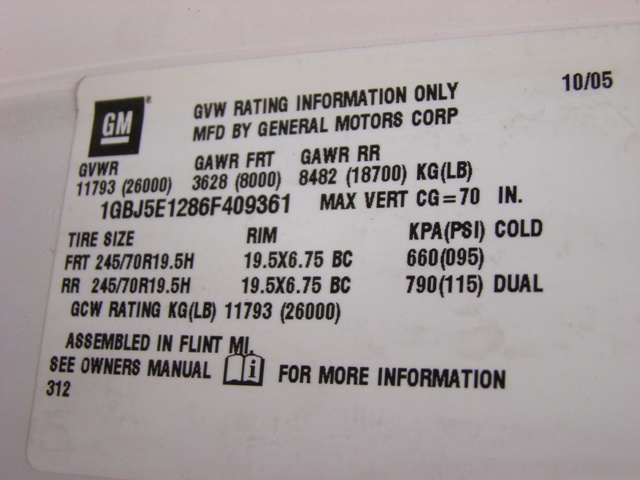 GM ®
GVW RATING INFORMATION ONLY 10/05
MFD BY GENERAL MOTORS CORP
GVWR GAWR FRT GAWR RR
11793 (26000) 3628 (8000) 8482 (18700) KG(LB)
1GBJ5E1286F409361 MAX VERT CG=70 IN.
TIRE SIZE RIM KPA(PSI) COLD
FRT 245/70R19.5H 19.5X6.75 BC 660(095)
RR 245/70R19.5H 19.5X6.75 BC 790(115) DUAL
GCW RATING KG(LB) 11793 (26000)
ASSEMBLED IN FLINT MI.
SEE OWNERS MANUAL i FOR MORE INFORMATION
312